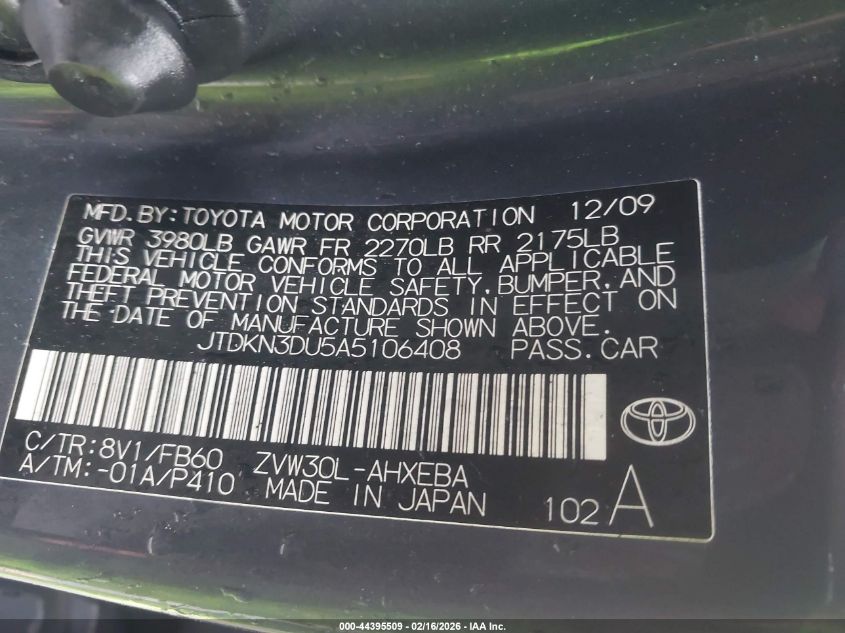 MFD.BY:TOYOTA MOTOR CORPORATION 12/09
GVWR 3980LB GAWR FR 2270LB RR 2175LB
THIS VEHICLE CONFORMS TO ALL APPLICABLE
FEDERAL MOTOR VEHICLE SAFETY,BUMPER,AND
THEFT PREVENTION STANDARDS IN EFFECT ON
THE DATE OF MANUFACTURE SHOWN ABOVE.
JTDKN3DU5A5106408 PASS.CAR
C/TR:8V1/FB60 ZVW30L-AHXEBA
A/TM:-01A/P410 MADE IN JAPAN 102 A
000-44395509 - 02/16/2026 - IAA Inc.